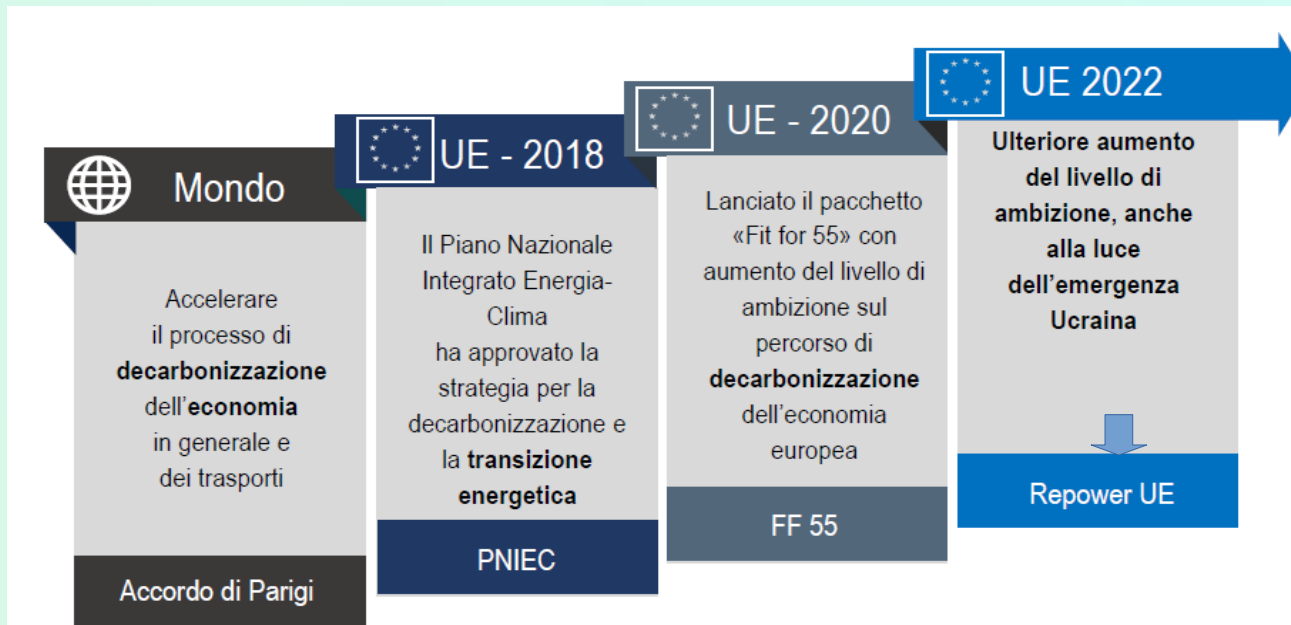 Mondo
Accelerare
il processo di
decarbonizzazione
dell'economia
in generale e
dei trasporti
Accordo di Parigi
UE - 2018
Il Piano Nazionale
Integrato Energia-
Clima
ha approvato la
strategia per la
decarbonizzazione e
la transizione
energetica
PNIEC
UE - 2020
Lanciato il pacchetto
«Fit for 55» con
aumento del livello di
ambizione sul
percorso di
decarbonizzazione
dell'economia
europea
FF 55
UE 2022
Ulteriore aumento
del livello di
ambizione, anche
alla luce
dell'emergenza
Ucraina
Repower UE